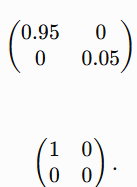 ( 0.95 0 )
( 0 0.05 )
( 1 0 )
( 0 0 ) .